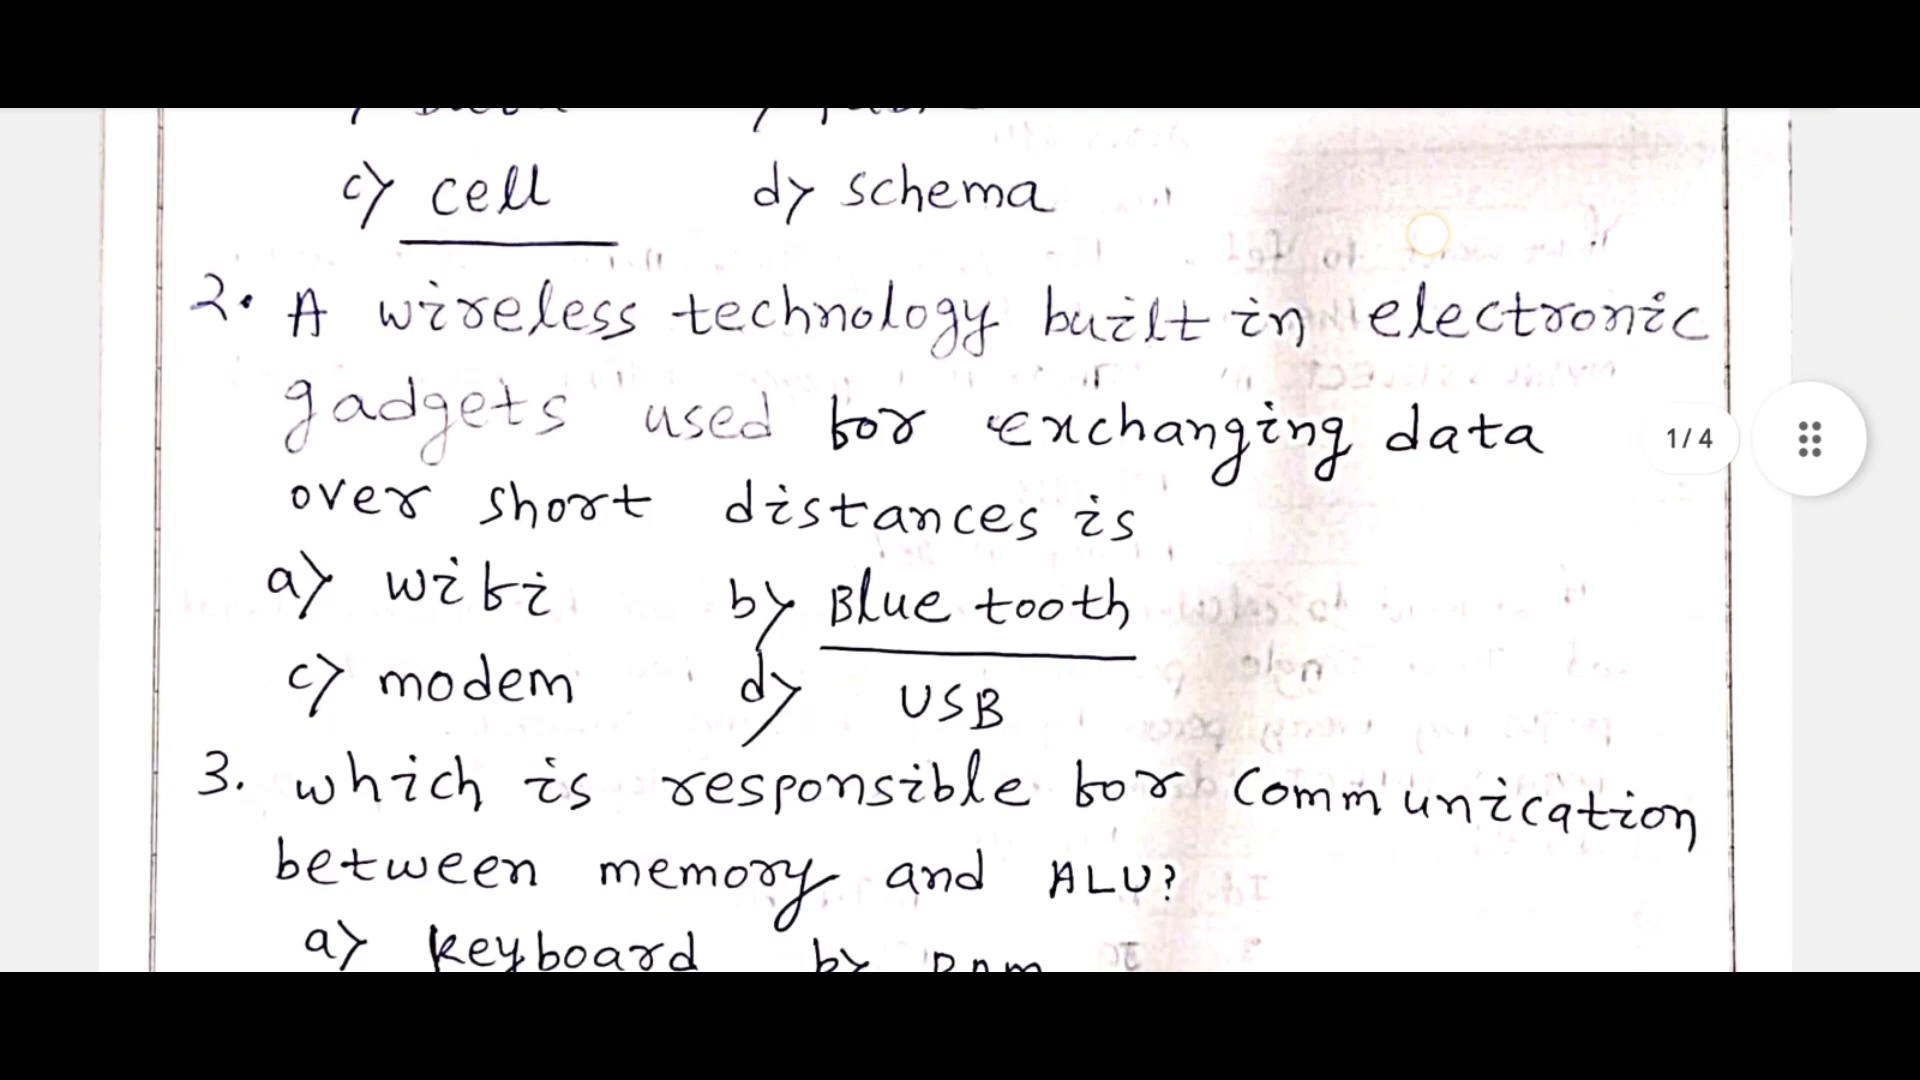 c) cell d) schema
2. A wireless technology built in electronic
gadgets used for exchanging data
over short distances is
a) wifi b) Blue tooth
c) modem d) USB
1/4
3. which is responsible for communication
between memory and ALU?
a) keyboard b)